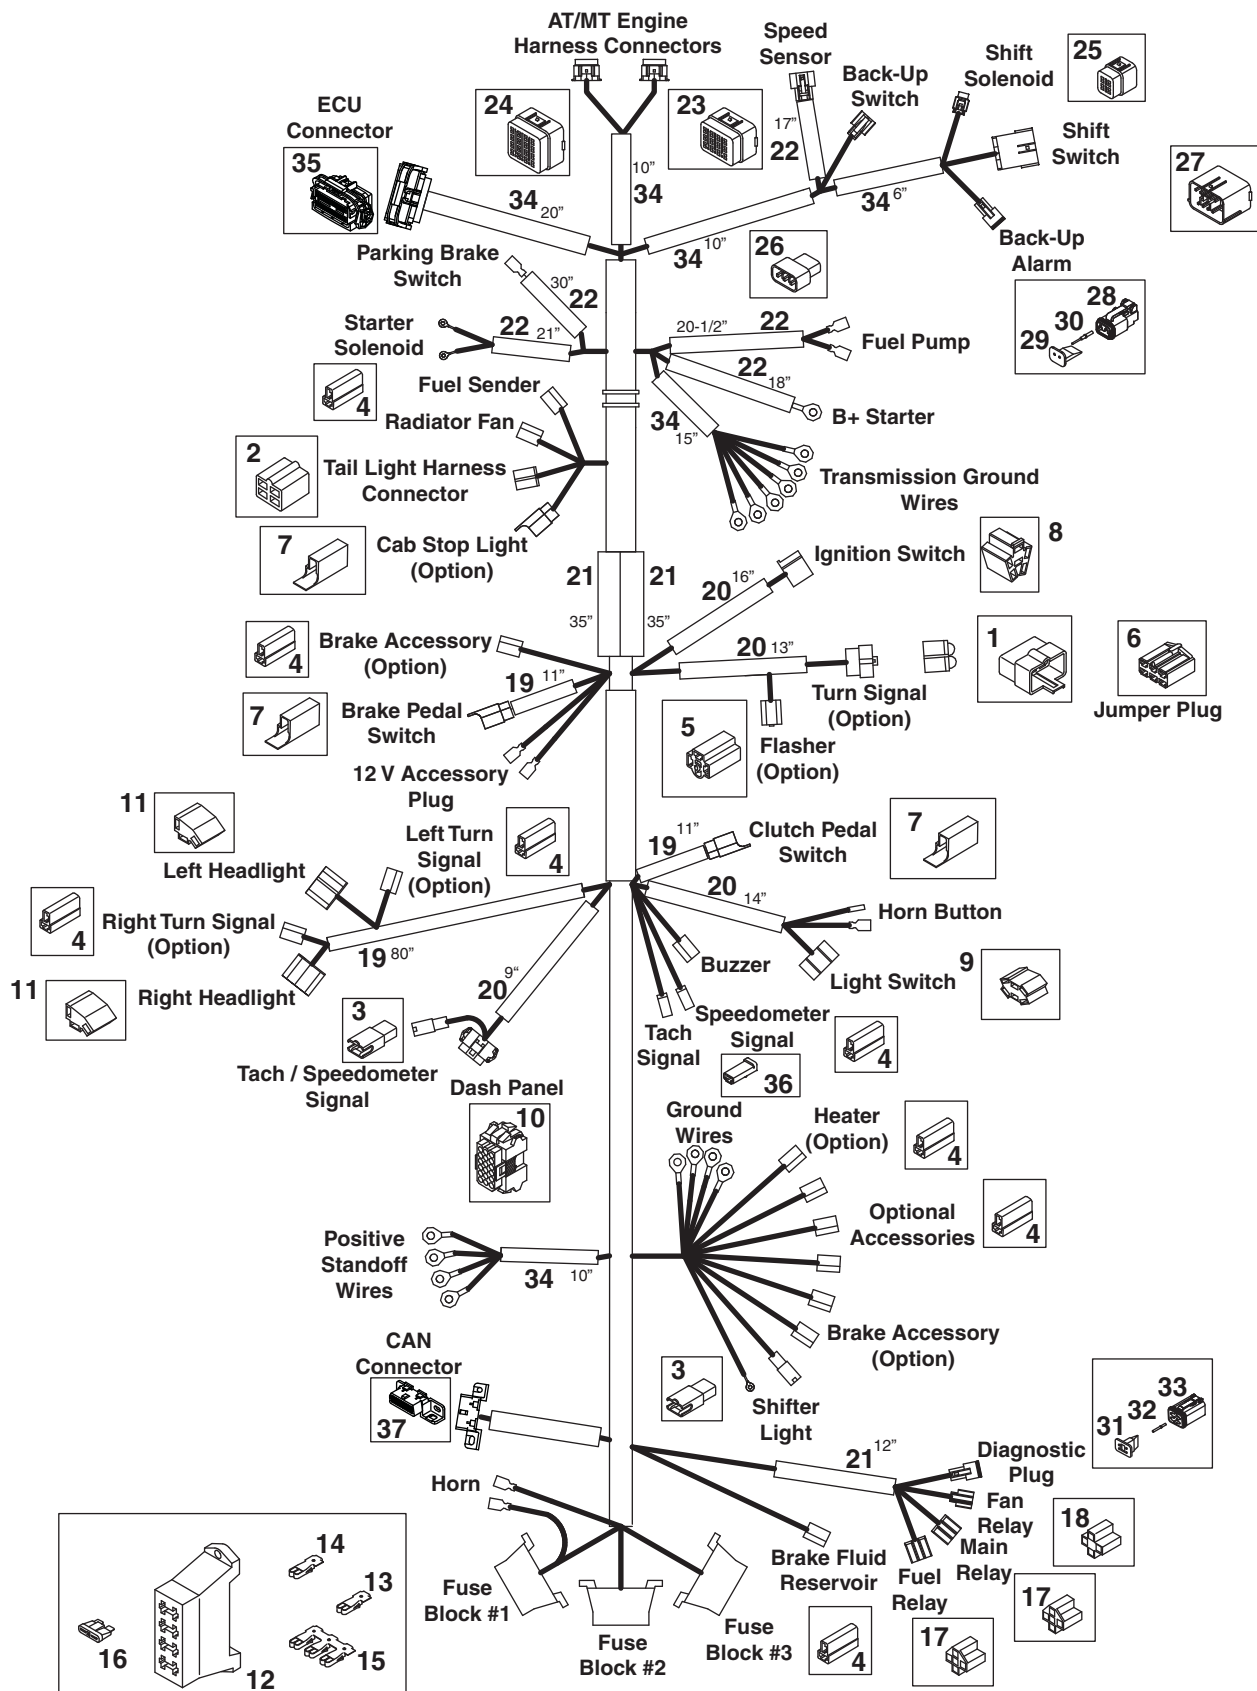 AT/MT Engine
Harness Connectors
Speed
Sensor
Back-Up
Switch
Shift
Solenoid
25
ECU
Connector
35
24
23
17”
22
Shift
Switch
27
10”
34
34
20”
34
6”
34
10”
26
Back-Up
Alarm
Parking Brake
Switch
30”
22
28
30
29
Starter
Solenoid
22
21”
20-1/2”
22
Fuel Pump
22
18”
B+ Starter
4
Fuel Sender
Radiator Fan
34
15”
2
Tail Light Harness
Connector
Transmission Ground
Wires
7
Cab Stop Light
(Option)
Ignition Switch
8
21
21
35”
35”
20
16”
4
Brake Accessory
(Option)
20
13”
1
6
Jumper Plug
19
11”
7
Brake Pedal
Switch
Turn Signal
(Option)
5
Flasher
(Option)
12 V Accessory
Plug
11
Left Headlight
Left Turn
Signal
(Option)
4
19
11”
Clutch Pedal
Switch
7
20
14”
Horn Button
4
Right Turn Signal
(Option)
19
80”
11
Right Headlight
20
9“
Buzzer
Light Switch
9
3
Tach / Speedometer
Signal
Tach
Signal
Speedometer
Signal
36
4
Dash Panel
10
Ground
Wires
Heater
(Option)
4
Optional
Accessories
4
Positive
Standoff
Wires
34
10”
Brake Accessory
(Option)
CAN
Connector
37
3
Shifter
Light
33
32
31
21
12”
Diagnostic
Plug
Horn
Fan
Relay
18
Main
Relay
Fuel
Relay
17
17
Brake Fluid
Reservoir
4
Fuse
Block #1
Fuse
Block #2
Fuse
Block #3
14
13
15
16
12